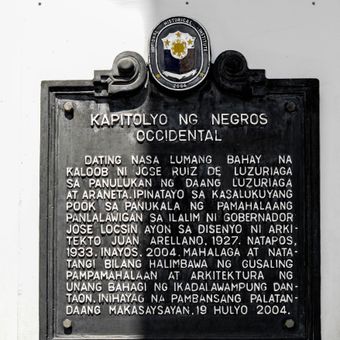 NATIONAL HISTORICAL INSTITUTE
2004
KAPITOLYO NG NEGROS
OCCIDENTAL
DATING NASA LUMANG BAHAY NA
KALOOB NI JOSE RUIZ DE LUZURIAGA
SA PANULUKAN NG DAANG LUZURIAGA
AT ARANETA. IPINATAYO SA KASALUKUYANG
POOK SA PANUKALA NG PAMAHALAANG
PANLALAWIGAN SA ILALIM NI GOBERNADOR
JOSE LOCSIN AYON SA DISENYO NI ARKI-
TEKTO JUAN ARELLANO, 1927. NATAPOS,
1933. INAYOS, 2004. MAHALAGA AT NATA-
TANGI BILANG HALIMBAWA NG GUSALING
PAMPAMAHALAAN AT ARKITEKTURA NG
UNANG BAHAGI NG IKADALAWAMPUNG DAN-
TAON. INIHAYAG NA PAMBANSANG PALATAN-
DAANG MAKASAYSAYAN, 19 HULYO 2004.